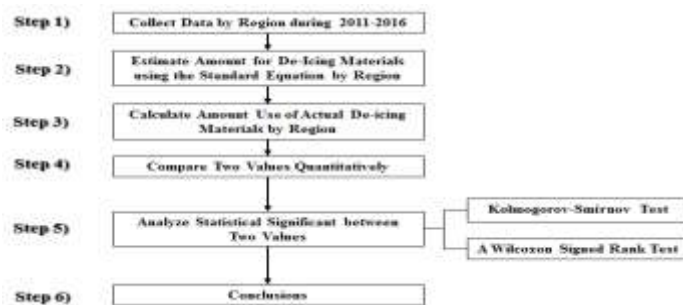 Step 1)
Collect Data by Region during 2011-2016
Step 2)
Estimate Amount for De-Icing Materials
using the Standard Equation by Region
Step 3)
Calculate Amount Use of Actual De-icing
Materials by Region
Step 4)
Compare Two Values Quantitatively
Step 5)
Analyze Statistical Significant between
Two Values
Kolmogorov-Smirnov Test
A Wilcoxon Signed Rank Test
Step 6)
Conclusions